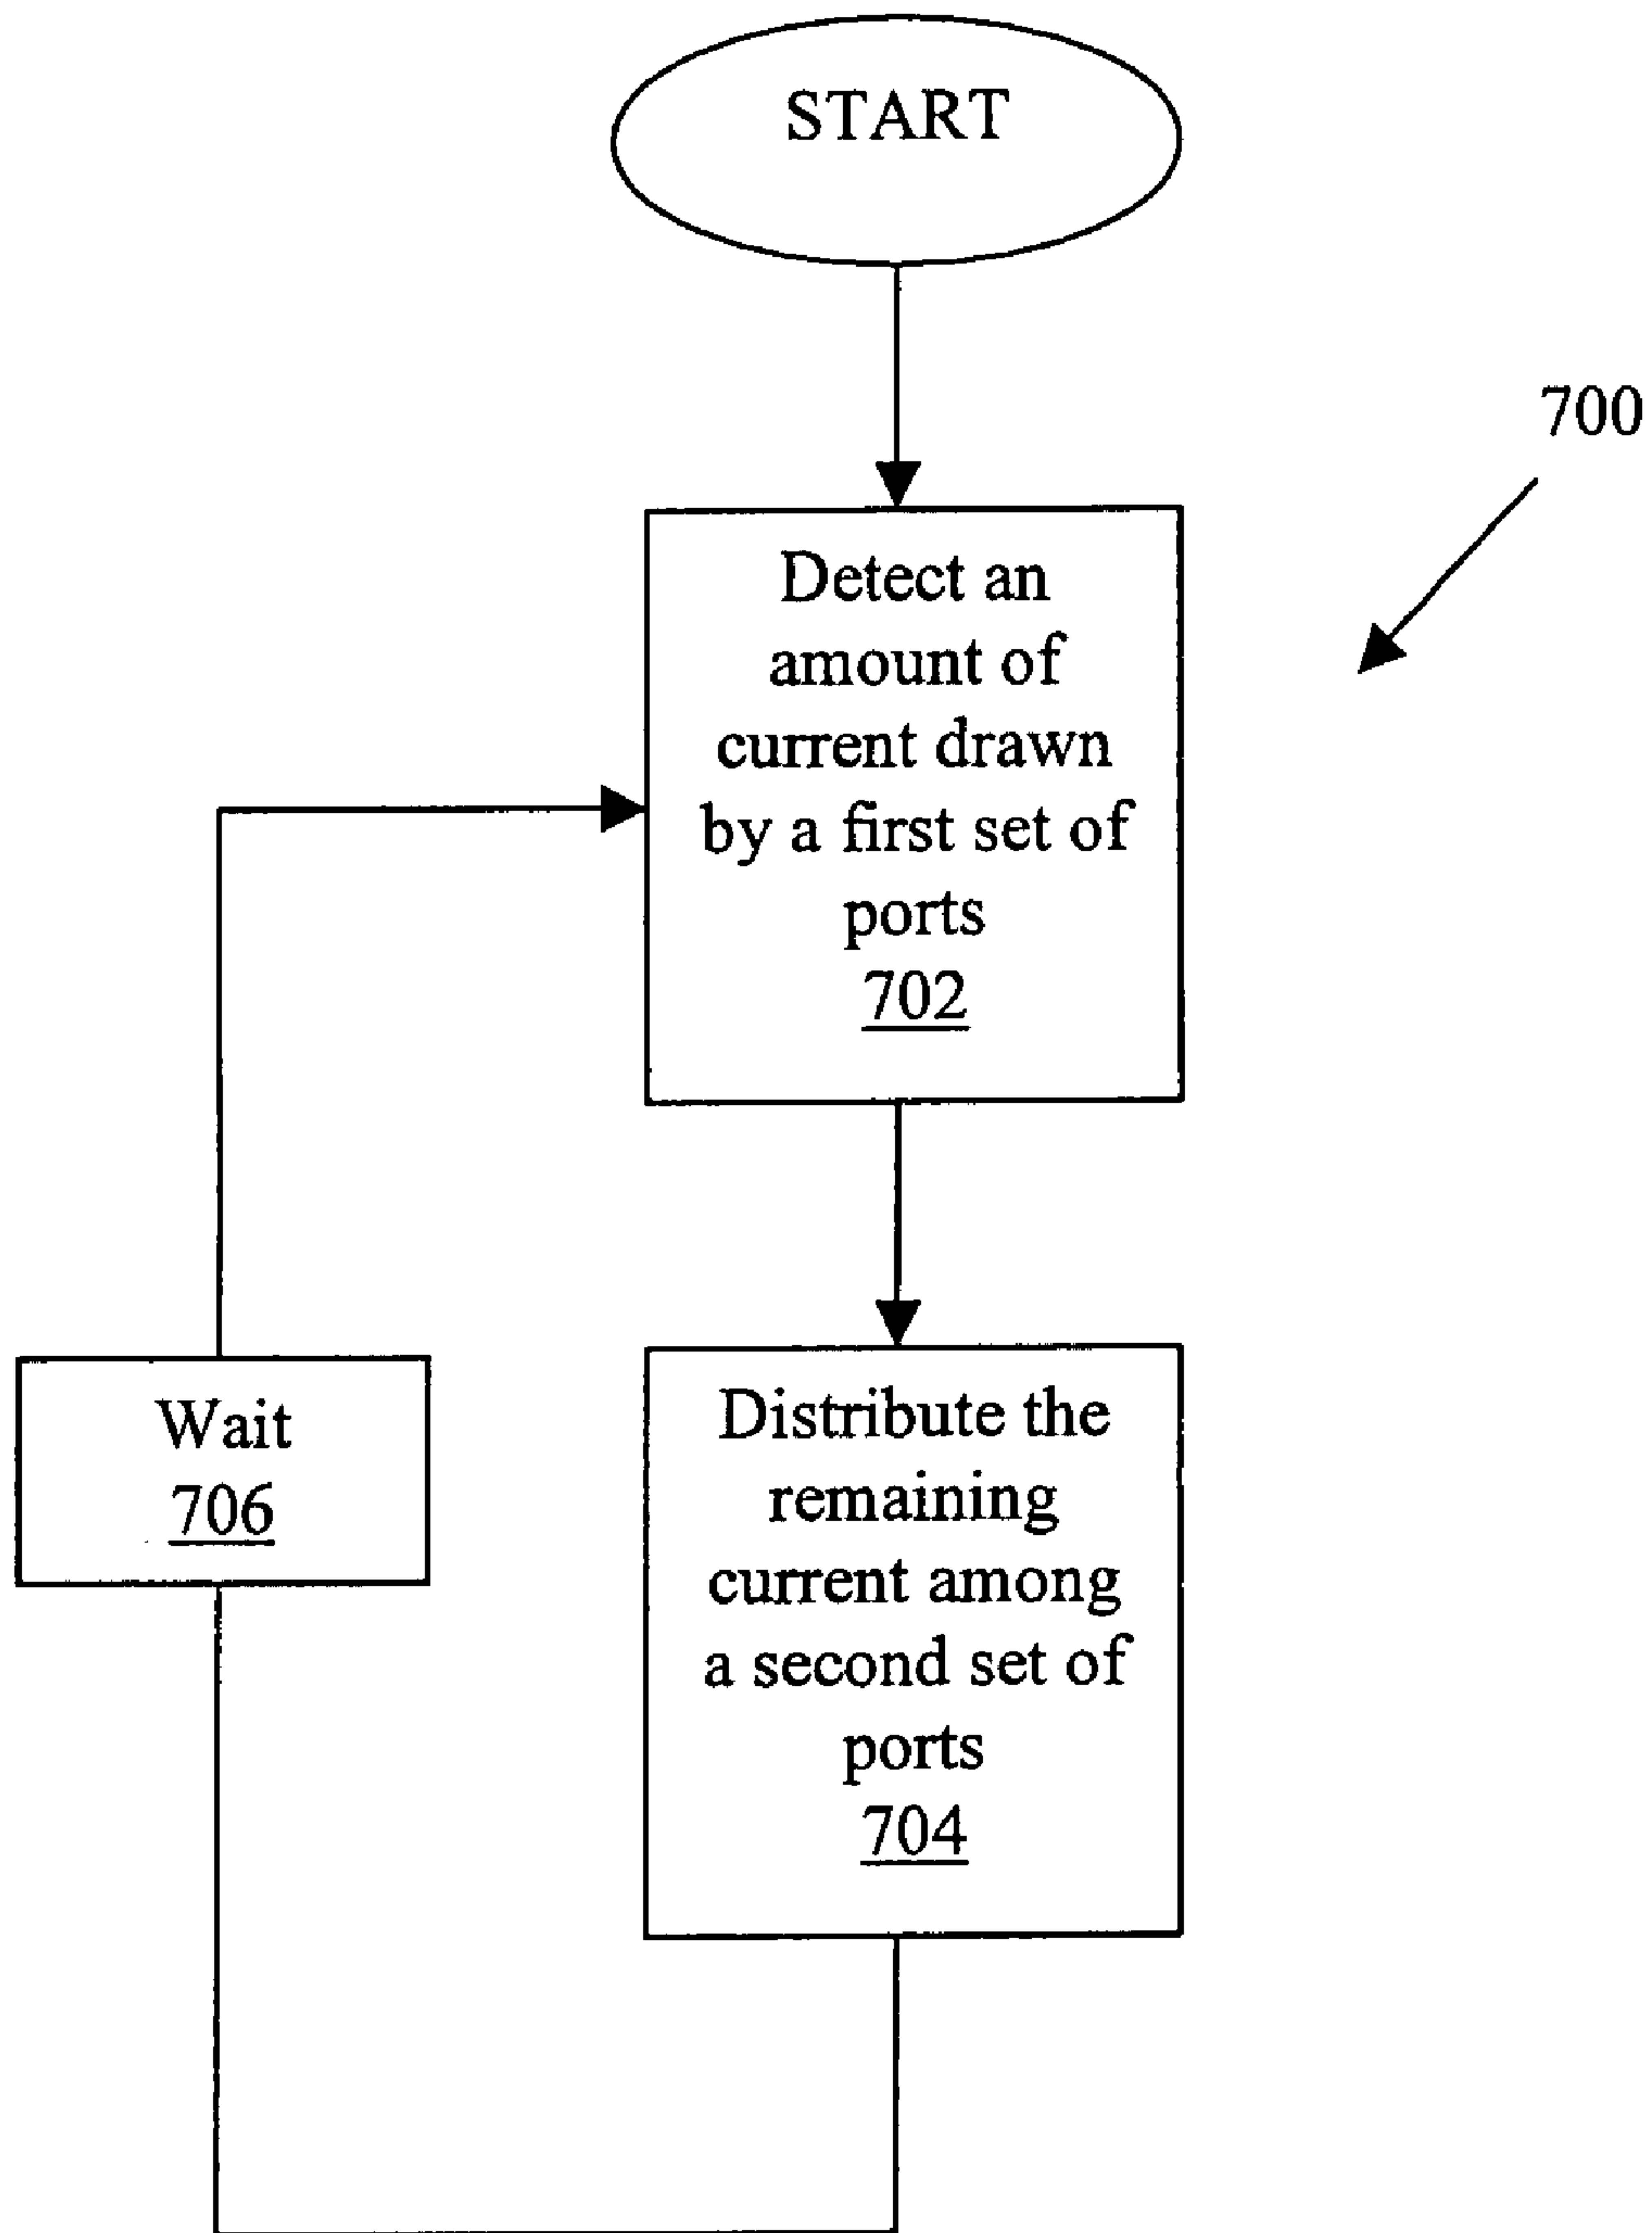 START
700
Detect an
amount of
current drawn
by a first set of
ports
702
Wait
706
Distribute the
remaining
current among
a second set of
ports
704